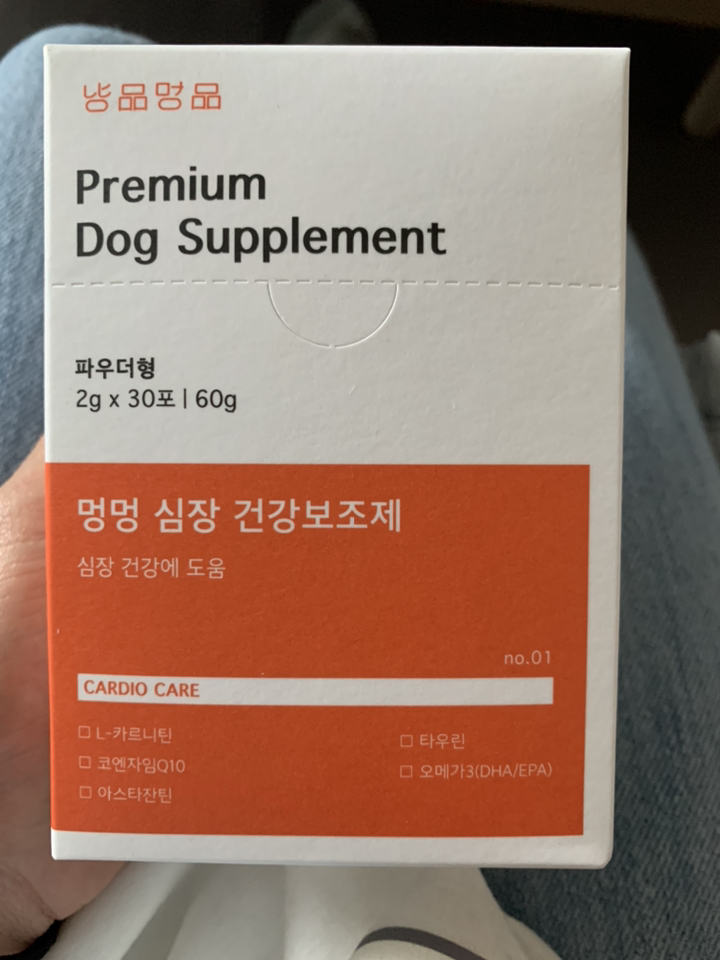 냥품멍품
Premium
Dog Supplement
파우더형
2g x 30포 | 60g
멍멍 심장 건강보조제
심장 건강에 도움
no.01
CARDIO CARE
□ L-카르니틴
□ 코엔자임Q10
□ 아스타잔틴
□ 타우린
□ 오메가3(DHA/EPA)